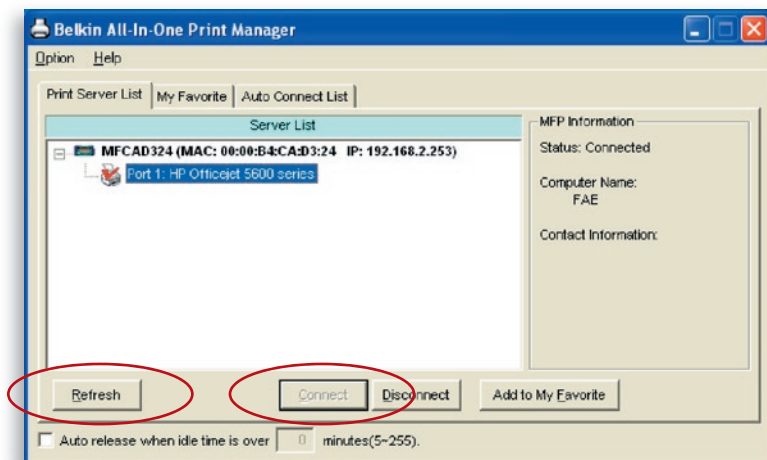 Belkin All-In-One Print Manager
Option Help
Print Server List My Favorite Auto Connect List
Server List
MFCAD324 (MAC: 00:00:B4:CA:D3:24 IP: 192.168.2.253)
Port 1: HP Officejet 5600 series
MFP Information
Status: Connected
Computer Name:
FAE
Contact Information:
Refresh Connect Disconnect Add to My Favorite
Auto release when idle time is over 0 minutes(5~255).